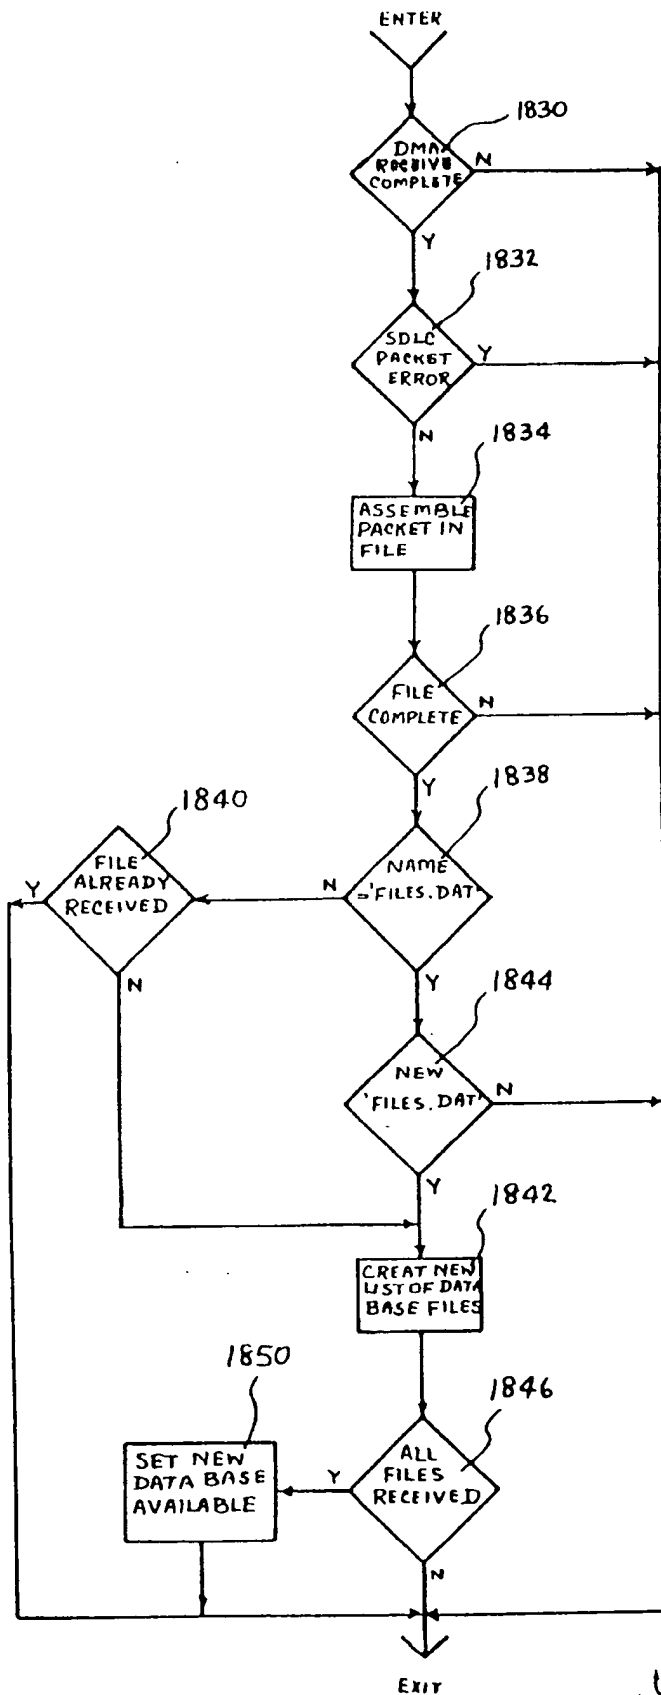 ENTER
1830
DMA
RECEIVE
COMPLETE
N
Y
1832
SDLC
PACKET
ERROR
Y
N
1834
ASSEMBLE
PACKET IN
FILE
1836
FILE
COMPLETE
N
Y
1838
NAME
='FILES.DAT'
N
Y
1840
FILE
ALREADY
RECEIVED
Y
N
1844
NEW
'FILES.DAT'
N
Y
1842
CREAT NEW
LIST OF DATA
BASE FILES
1846
ALL
FILES
RECEIVED
Y
N
1850
SET NEW
DATA BASE
AVAILABLE
EXIT